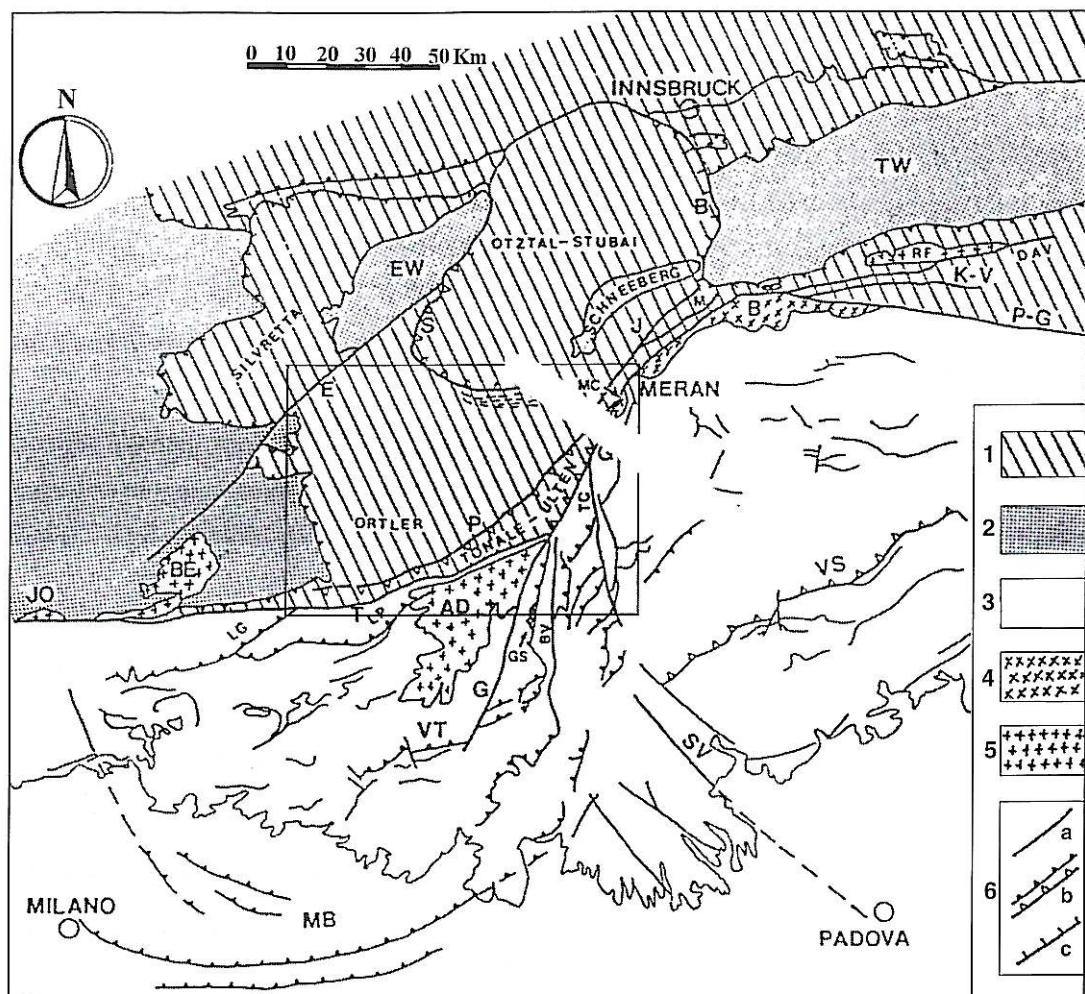 0 10 20 30 40 50 Km
N
INNSBRUCK
TW
B
OTZTAL-STUBAI
EW
RF
DAV
K-V
SCHNEEBERG
M
J
B
P-G
S
SILVRETTA
E
MC
MERAN
G
1
ORTLER
P
TONALE-ULTEN
TC
2
BE
VS
JO
T
AD
LG
BV
GS
3
G
4
VT
SV
5
a
6
b
MILANO
MB
PADOVA
c